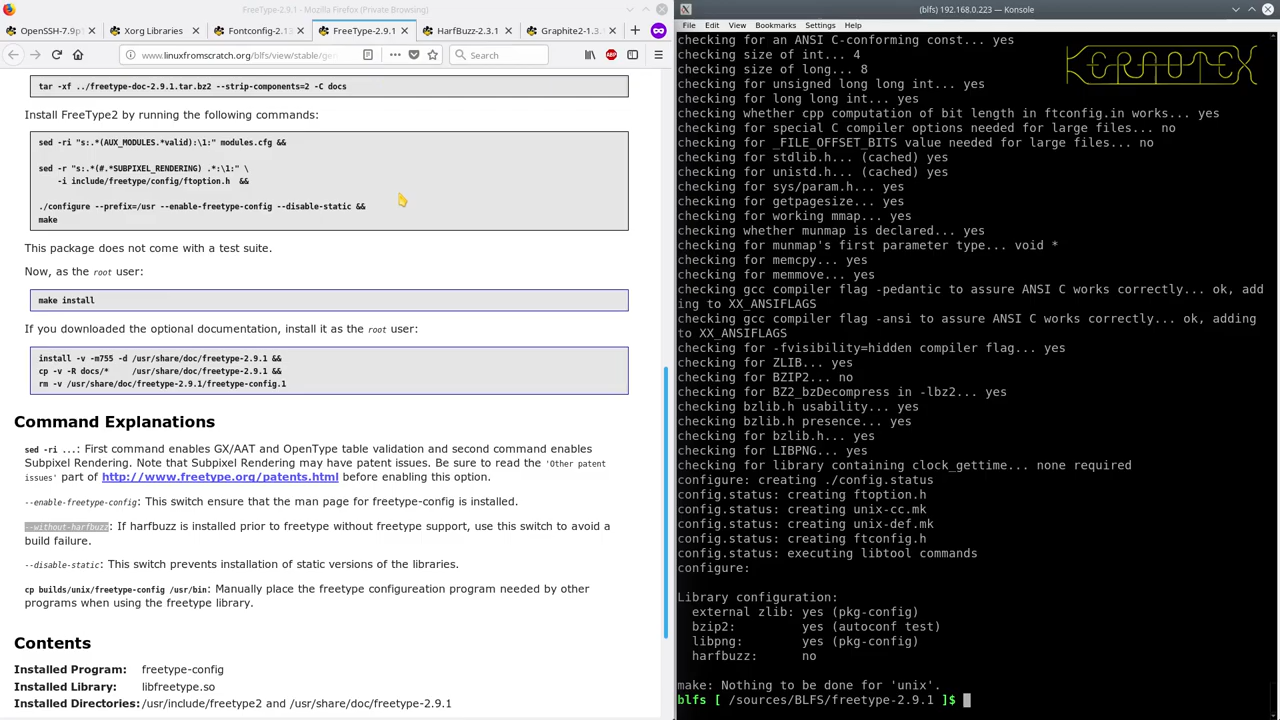 FreeType-2.9.1 - Mozilla Firefox (Private Browsing)
OpenSSH-7.9p
Xorg Libraries
Fontconfig-2.13
FreeType-2.9.1
HarfBuzz-2.3.1
Graphite2-1.3.
www.linuxfromscratch.org/blfs/view/stable/ge
Search
tar -xf ../freetype-doc-2.9.1.tar.bz2 --strip-components=2 -C docs
Install FreeType2 by running the following commands:
sed -ri "s:.*(AUX_MODULES.*valid):\1:" modules.cfg &&
sed -r "s:.*(#.*SUBPIXEL_RENDERING) .*:\1:" \
-i include/freetype/config/ftoption.h &&
./configure --prefix=/usr --enable-freetype-config --disable-static &&
make
This package does not come with a test suite.
Now, as the root user:
make install
If you downloaded the optional documentation, install it as the root user:
install -v -m755 -d /usr/share/doc/freetype-2.9.1 &&
cp -v -R docs/* /usr/share/doc/freetype-2.9.1 &&
rm -v /usr/share/doc/freetype-2.9.1/freetype-config.1
Command Explanations
sed -ri ...: First command enables GX/AAT and OpenType table validation and second command enables
Subpixel Rendering. Note that Subpixel Rendering may have patent issues. Be sure to read the 'Other patent
issues' part of http://www.freetype.org/patents.html before enabling this option.
--enable-freetype-config: This switch ensure that the man page for freetype-config is installed.
--without-harfbuzz: If harfbuzz is installed prior to freetype without freetype support, use this switch to avoid a
build failure.
--disable-static: This switch prevents installation of static versions of the libraries.
cp builds/unix/freetype-config /usr/bin: Manually place the freetype configureation program needed by other
programs when using the freetype library.
Contents
Installed Program: freetype-config
Installed Library: libfreetype.so
Installed Directories: /usr/include/freetype2 and /usr/share/doc/freetype-2.9.1
(blfs) 192.168.0.223 — Konsole
File Edit View Bookmarks Settings Help
KERAOTEX
checking for an ANSI C-conforming const... yes
checking size of int... 4
checking size of long... 8
checking for unsigned long long int... yes
checking for long long int... yes
checking whether cpp computation of bit length in ftconfig.in works... yes
checking for special C compiler options needed for large files... no
checking for _FILE_OFFSET_BITS value needed for large files... no
checking for stdlib.h... (cached) yes
checking for unistd.h... (cached) yes
checking for sys/param.h... yes
checking for getpagesize... yes
checking for working mmap... yes
checking whether munmap is declared... yes
checking for munmap's first parameter type... void *
checking for memcpy... yes
checking for memmove... yes
checking gcc compiler flag -pedantic to assure ANSI C works correctly... ok, add
ing to XX_ANSIFLAGS
checking gcc compiler flag -ansi to assure ANSI C works correctly... ok, adding
to XX_ANSIFLAGS
checking for -fvisibility=hidden compiler flag... yes
checking for ZLIB... yes
checking for BZIP2... no
checking for BZ2_bzDecompress in -lbz2... yes
checking bzlib.h usability... yes
checking bzlib.h presence... yes
checking for bzlib.h... yes
checking for LIBPNG... yes
checking for library containing clock_gettime... none required
configure: creating ./config.status
config.status: creating ftoption.h
config.status: creating unix-cc.mk
config.status: creating unix-def.mk
config.status: creating ftconfig.h
config.status: executing libtool commands
configure:
Library configuration:
external zlib: yes (pkg-config)
bzip2: yes (autoconf test)
libpng: yes (pkg-config)
harfbuzz: no
make: Nothing to be done for 'unix'.
blfs [ /sources/BLFS/freetype-2.9.1 ]$